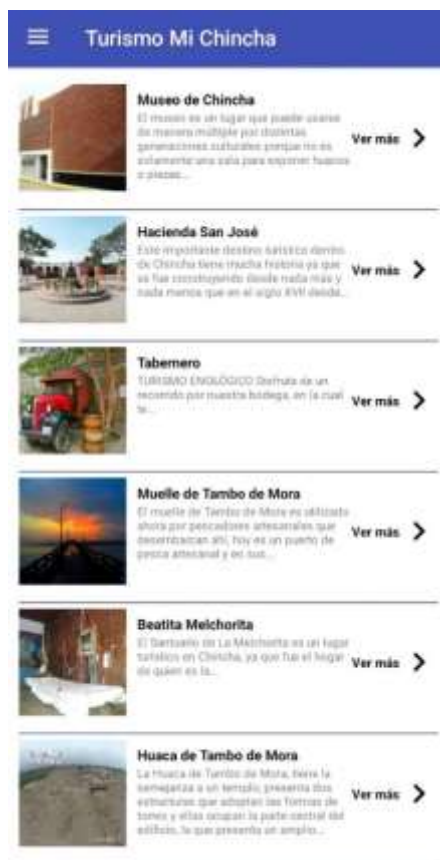 Turismo Mi Chincha
Museo de Chincha
El museo es un lugar que puede usarse
de manera múltiple por distintas
generaciones culturales porque no es
solamente una sala para exponer huacos
o piezas...
Ver más
Hacienda San José
Este importante destino turístico dentro
de Chincha tiene mucha historia ya que
se fue construyendo desde nada más y
nada menos que en el siglo XVII desde...
Ver más
Tabernero
TURISMO ENOLÓGICO Disfruta de un
recorrido por nuestra bodega, en la cual
te...
Ver más
Muelle de Tambo de Mora
El muelle de Tambo de Mora es utilizado
ahora por pescadores artesanales que
desembarcan ahí, hoy es un puerto de
pesca artesanal y en sus...
Ver más
Beatita Melchorita
El Santuario de La Melchorita es un lugar
turístico en Chincha, ya que fue el hogar
de quien es la...
Ver más
Huaca de Tambo de Mora
La Huaca de Tambo de Mora, tiene la
semejanza a un templo, presenta dos
estructuras que adoptan las formas de
torres y ellas ocupan la parte central del
edificio, la que presenta un amplio...
Ver más